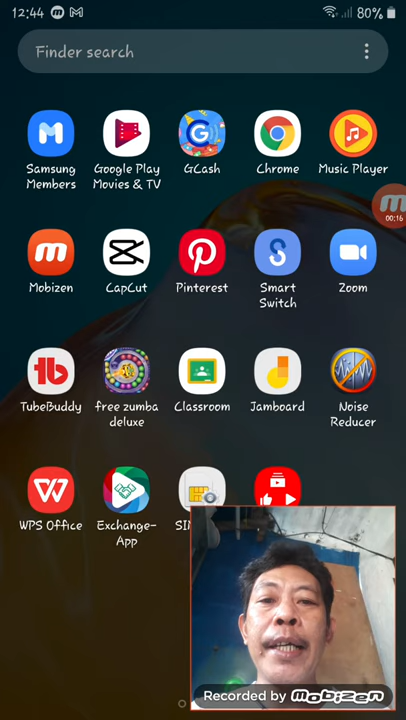 12:44
80%
Finder search
Samsung Members
Google Play Movies & TV
GCash
Chrome
Music Player
00:16
Mobizen
CapCut
Pinterest
Smart Switch
Zoom
TubeBuddy
free zumba deluxe
Classroom
Jamboard
Noise Reducer
WPS Office
Exchange-App
Recorded by mobizen